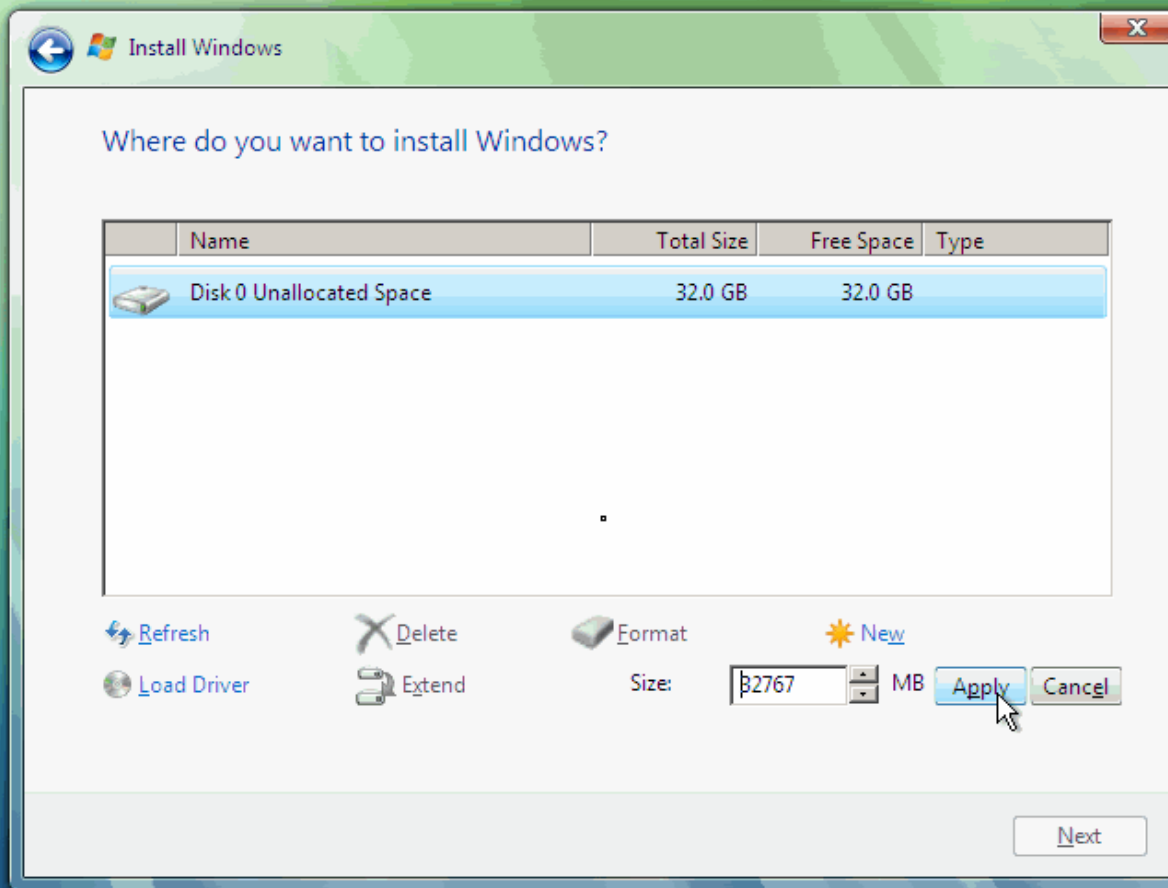 Install Windows
Where do you want to install Windows?
Name Total Size Free Space Type
Disk 0 Unallocated Space 32.0 GB 32.0 GB
Refresh Delete Format New
Load Driver Extend Size: 32767 MB Apply Cancel
Next